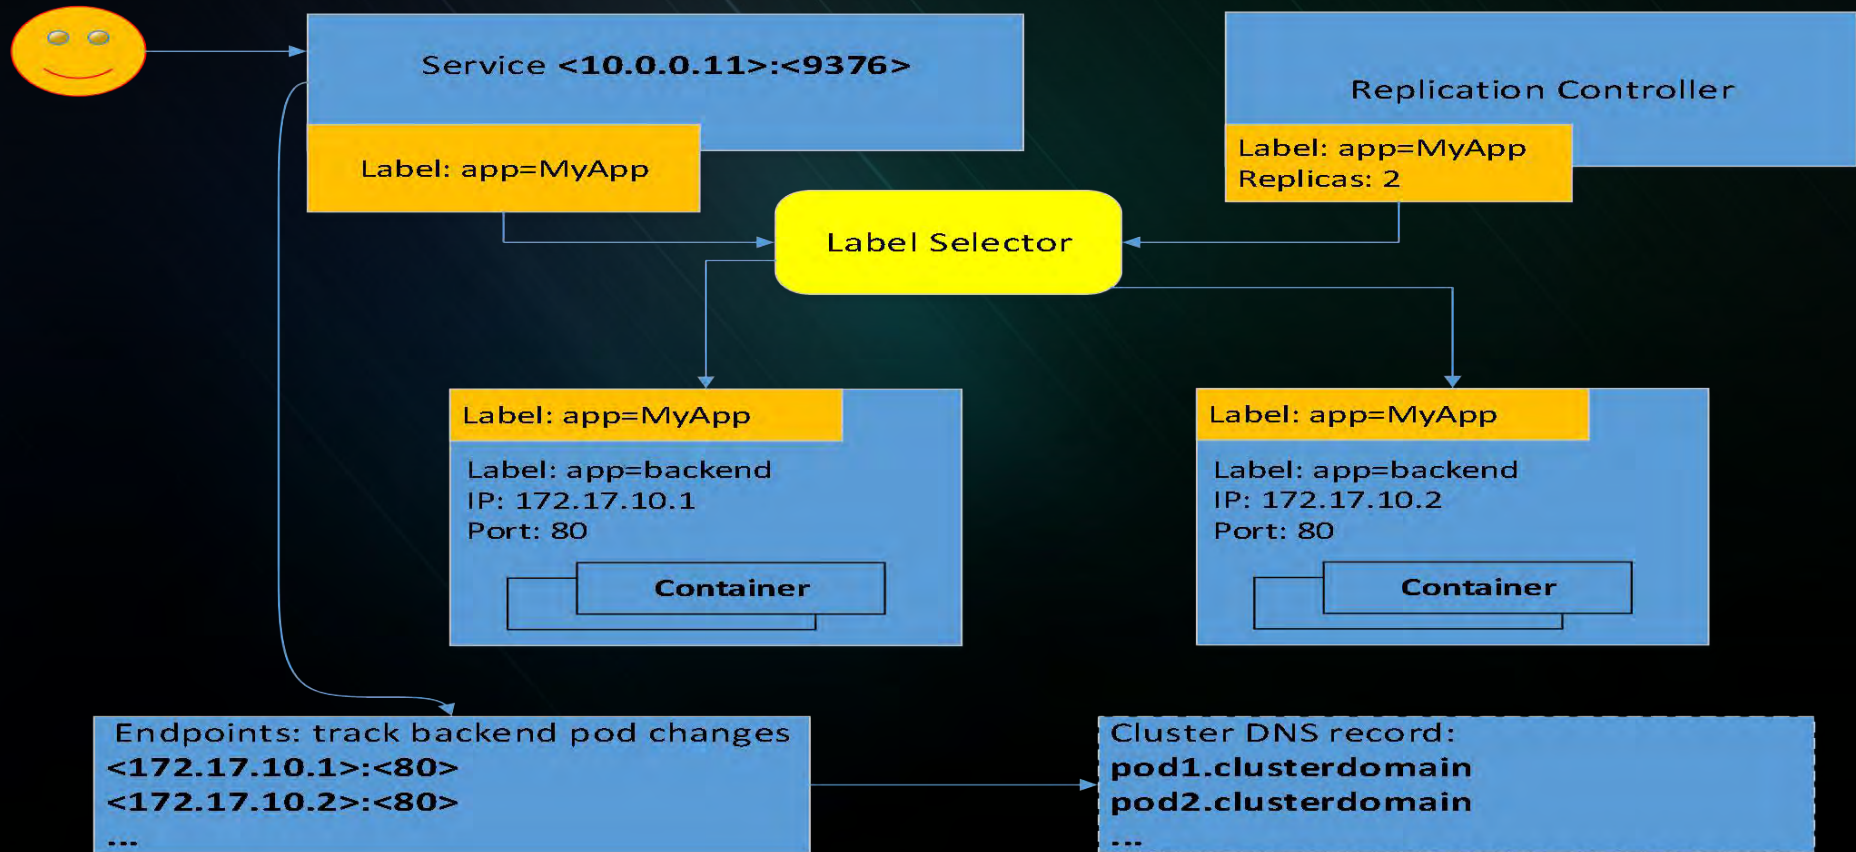 Service <10.0.0.11>:<9376>
Label: app=MyApp
Replication Controller
Label: app=MyApp
Replicas: 2
Label Selector
Label: app=MyApp
Label: app=backend
IP: 172.17.10.1
Port: 80
Container
Label: app=MyApp
Label: app=backend
IP: 172.17.10.2
Port: 80
Container
Endpoints: track backend pod changes
<172.17.10.1>:<80>
<172.17.10.2>:<80>
...
Cluster DNS record:
pod1.clusterdomain
pod2.clusterdomain
...